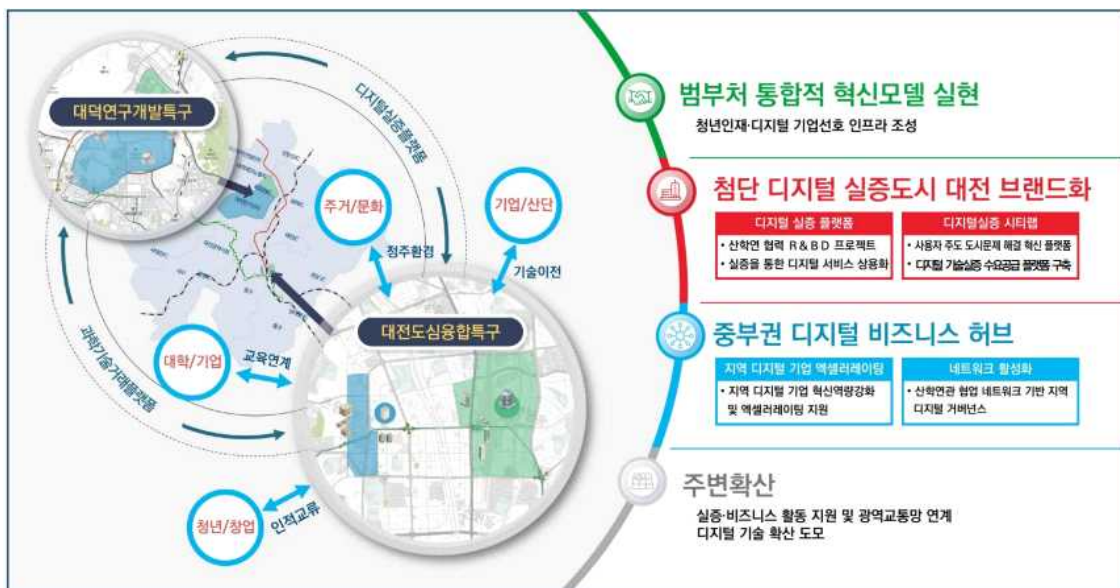 대덕연구개발특구
디지털실증플랫폼
주거/문화
기업/산단
정주환경
기술이전
대전도심융합특구
대학/기업
교육연계
과학기술거래플랫폼
청년/창업
인적교류
범부처 통합적 혁신모델 실현
청년인재·디지털 기업선호 인프라 조성
첨단 디지털 실증도시 대전 브랜드화
디지털 실증 플랫폼
• 산학연 협력 R&BD 프로젝트
• 실증을 통한 디지털 서비스 상용화
디지털실증 시티랩
• 사용자 주도 도시문제 해결 혁신 플랫폼
• 디지털 기술실증 수요공급 플랫폼 구축
중부권 디지털 비즈니스 허브
지역 디지털 기업 엑셀러레이팅
• 지역 디지털 기업 혁신역량강화
및 엑셀러레이팅 지원
네트워크 활성화
• 산학연관 협업 네트워크 기반 지역
디지털 거버넌스
주변확산
실증·비즈니스 활동 지원 및 광역교통망 연계
디지털 기술 확산 도모